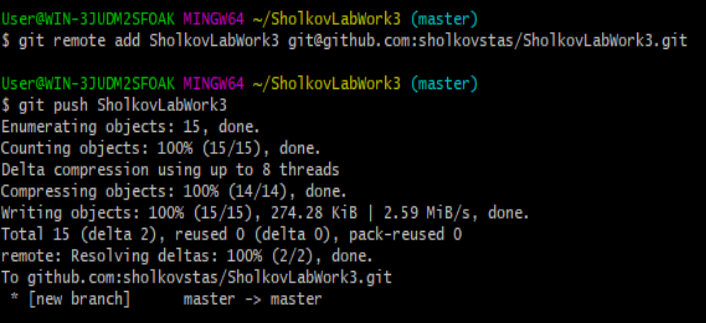 User@WIN-3JUDM2SFOAK MINGW64 ~/SholkovLabWork3 (master)
$ git remote add SholkovLabWork3 git@github.com:sholkovstas/SholkovLabWork3.git
User@WIN-3JUDM2SFOAK MINGW64 ~/SholkovLabWork3 (master)
$ git push SholkovLabWork3
Enumerating objects: 15, done.
Counting objects: 100% (15/15), done.
Delta compression using up to 8 threads
Compressing objects: 100% (14/14), done.
Writing objects: 100% (15/15), 274.28 KiB | 2.59 MiB/s, done.
Total 15 (delta 2), reused 0 (delta 0), pack-reused 0
remote: Resolving deltas: 100% (2/2), done.
To github.com:sholkovstas/SholkovLabWork3.git
 * [new branch]      master -> master